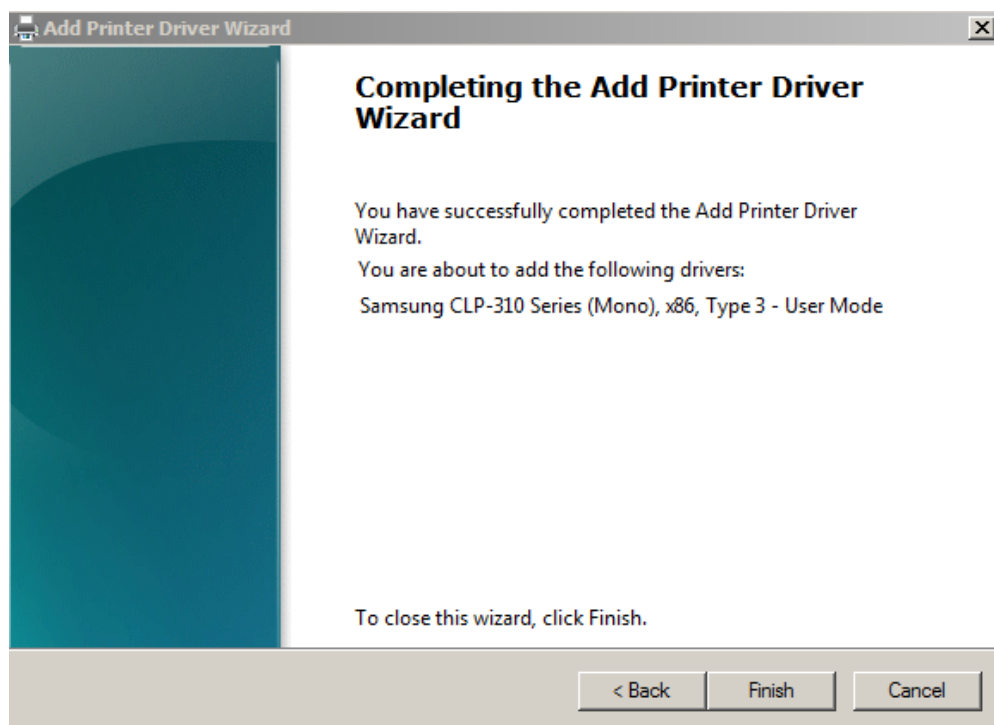 Add Printer Driver Wizard
Completing the Add Printer Driver
Wizard
You have successfully completed the Add Printer Driver
Wizard.
You are about to add the following drivers:
Samsung CLP-310 Series (Mono), x86, Type 3 - User Mode
To close this wizard, click Finish.
< Back Finish Cancel